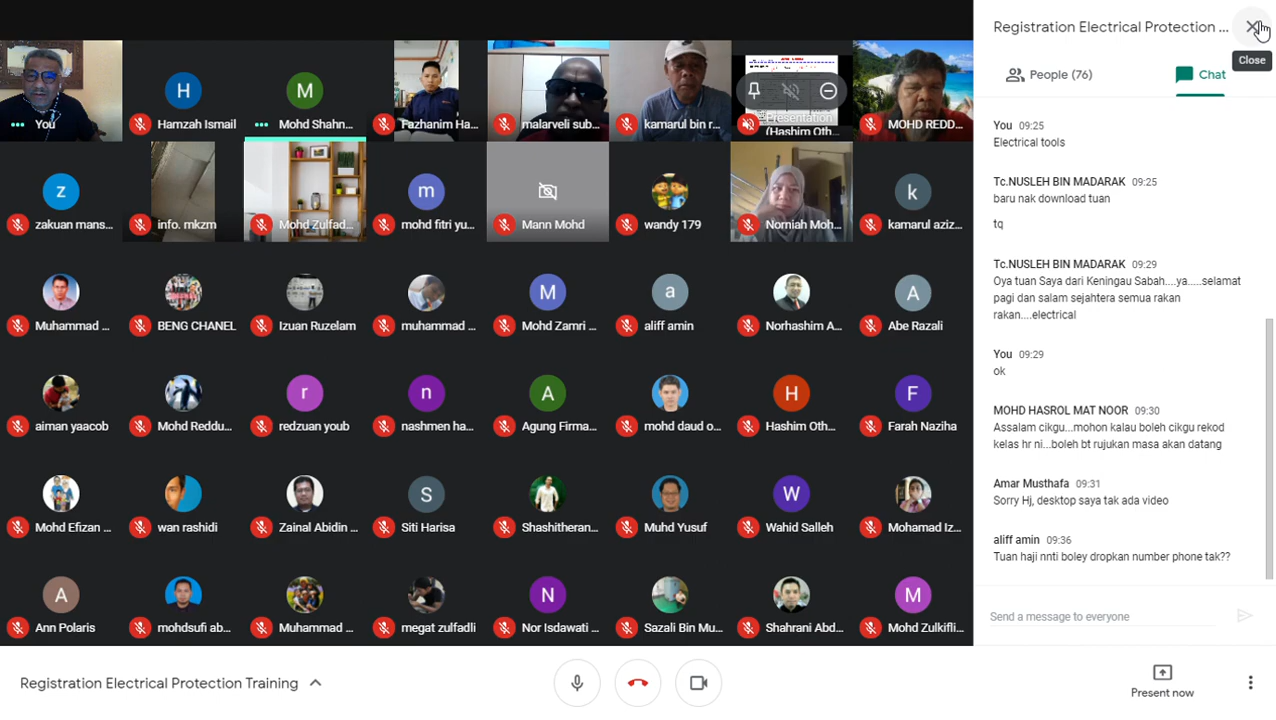 You
H
Hamzah Ismail
M
Mohd Shahn...
Fazhanim Ha...
malarveli sub...
kamarul bin r...
Presentation
(Hashim Oth...
MOHD REDD...
z
zakuan mans...
info. mkzm
Mohd Zulfad...
m
mohd fitri yu...
Mann Mohd
wandy 179
Norniah Moh...
k
kamarul aziz...
Muhammad ...
BENG CHANEL
Izuan Ruzelam
muhammad ...
M
Mohd Zamri ...
a
aliff amin
Norhashim A...
A
Abe Razali
aiman yaacob
Mohd Reddu...
r
redzuan youb
n
nashmen ha...
A
Agung Firma...
mohd daud o...
H
Hashim Oth...
F
Farah Naziha
Mohd Efizan ...
wan rashidi
Zainal Abidin ...
S
Siti Harisa
Shashitheran...
Muhd Yusuf
W
Wahid Salleh
Mohamad Iz...
A
Ann Polaris
mohdsufi ab...
Muhammad ...
megat zulfadli
N
Nor Isdawati ...
Sazali Bin Mu...
Shahrani Abd...
M
Mohd Zulkifli...
Registration Electrical Protection ...
Close
People (76)
Chat
You 09:25
Electrical tools
Tc.NUSLEH BIN MADARAK 09:25
baru nak download tuan
tq
Tc.NUSLEH BIN MADARAK 09:29
Oya tuan Saya dari Keningau Sabah....ya.....selamat
pagi dan salam sejahtera semua rakan
rakan....electrical
You 09:29
ok
MOHD HASROL MAT NOOR 09:30
Assalam cikgu...mohon kalau boleh cikgu rekod
kelas hr ni...boleh bt rujukan masa akan datang
Amar Musthafa 09:31
Sorry Hj, desktop saya tak ada video
aliff amin 09:36
Tuan haji nnti boley dropkan number phone tak??
Send a message to everyone
Registration Electrical Protection Training
Present now